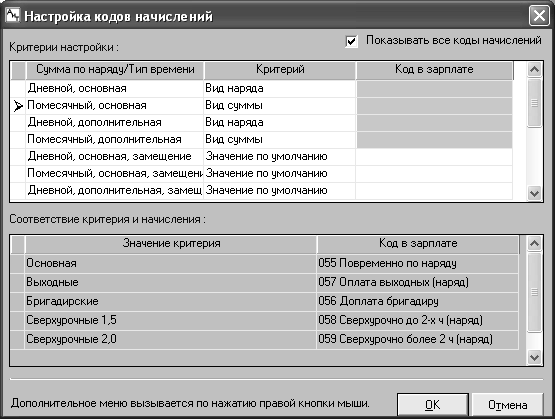 Настройка кодов начислений
Критерии настройки :
Показывать все коды начислений
Сумма по наряду/Тип времени Критерий Код в зарплате
Дневной, основная Вид наряда
Помесячный, основная Вид суммы
Дневной, дополнительная Вид наряда
Помесячный, дополнительная Вид суммы
Дневной, основная, замещение Значение по умолчанию
Помесячный, основная, замещени Значение по умолчанию
Дневной, дополнительная, замещ Значение по умолчанию
Соответствие критерия и начисления :
Значение критерия Код в зарплате
Основная 055 Повременно по наряду
Выходные 057 Оплата выходных (наряд)
Бригадирские 056 Доплата бригадиру
Сверхурочные 1,5 058 Сверхурочно до 2-х ч (наряд)
Сверхурочные 2,0 059 Сверхурочно более 2 ч (наряд)
Дополнительное меню вызывается по нажатию правой кнопки мыши.
OK
Отмена